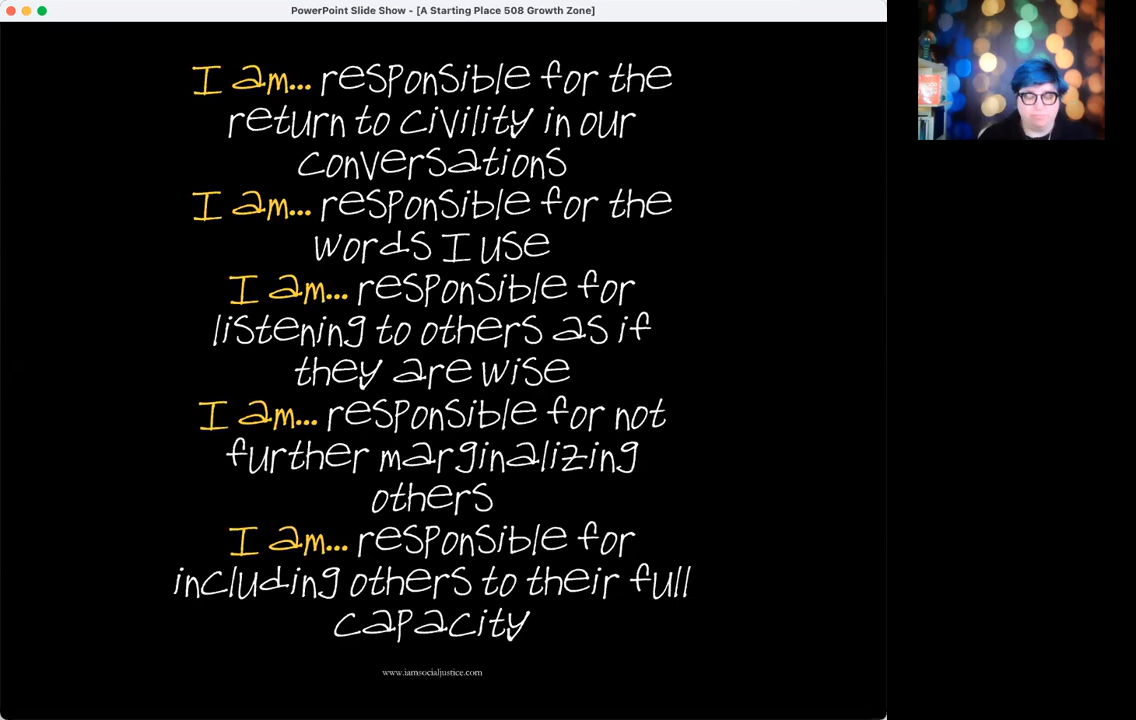 PowerPoint Slide Show - [A Starting Place 508 Growth Zone]
I am... responsible for the
return to civility in our
conversations
I am... responsible for the
words I use
I am... responsible for
listening to others as if
they are wise
I am... responsible for not
further marginalizing
others
I am... responsible for
including others to their full
capacity
www.iamsocialjustice.com